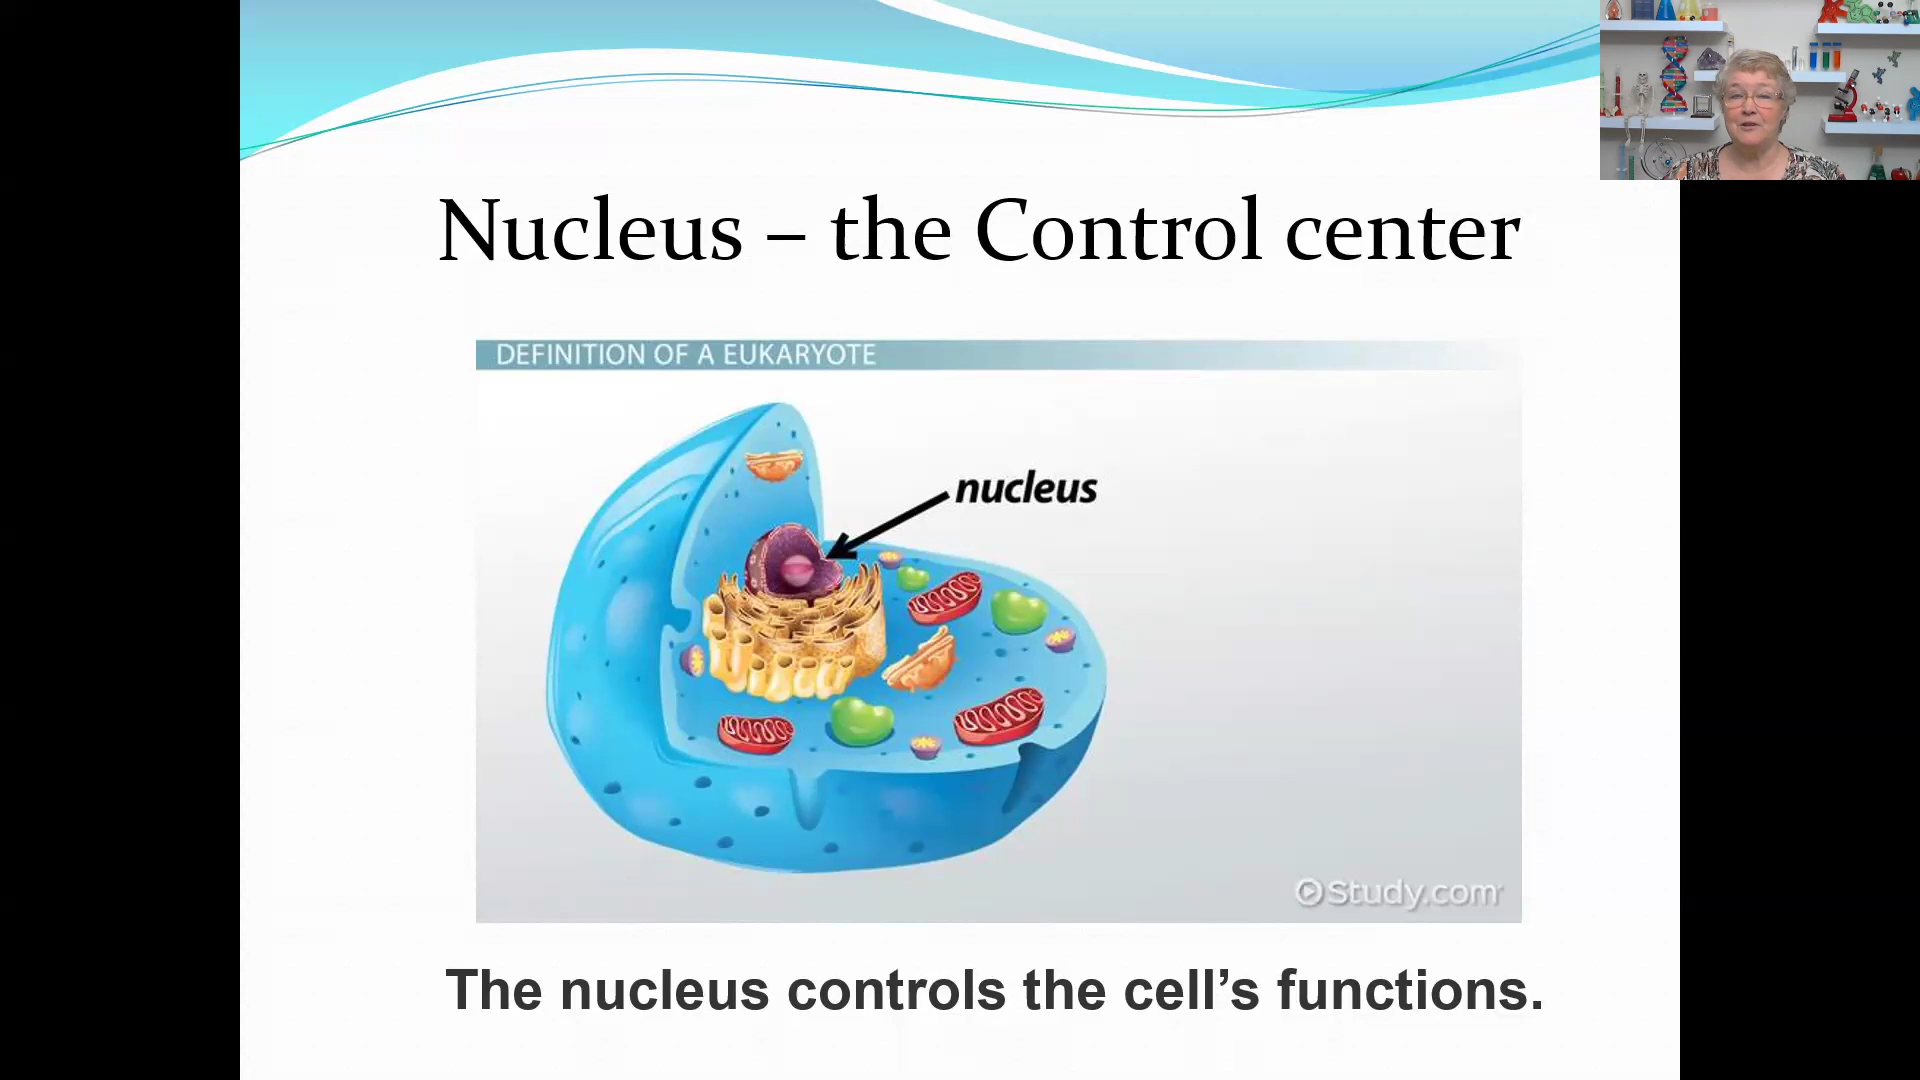 Nucleus – the Control center
DEFINITION OF A EUKARYOTE
nucleus
Study.com
The nucleus controls the cell’s functions.